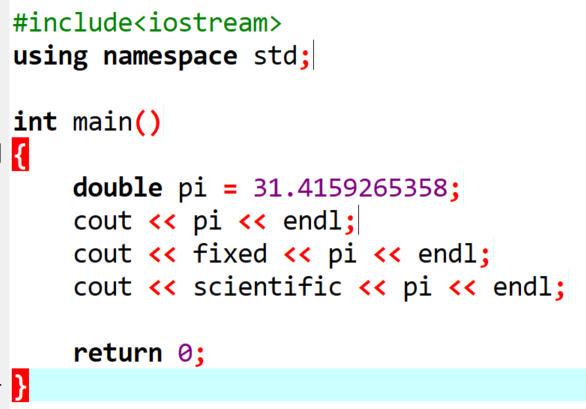 #include<iostream>
using namespace std;
int main()
{
double pi = 31.4159265358;
cout << pi << endl;
cout << fixed << pi << endl;
cout << scientific << pi << endl;
return 0;
}